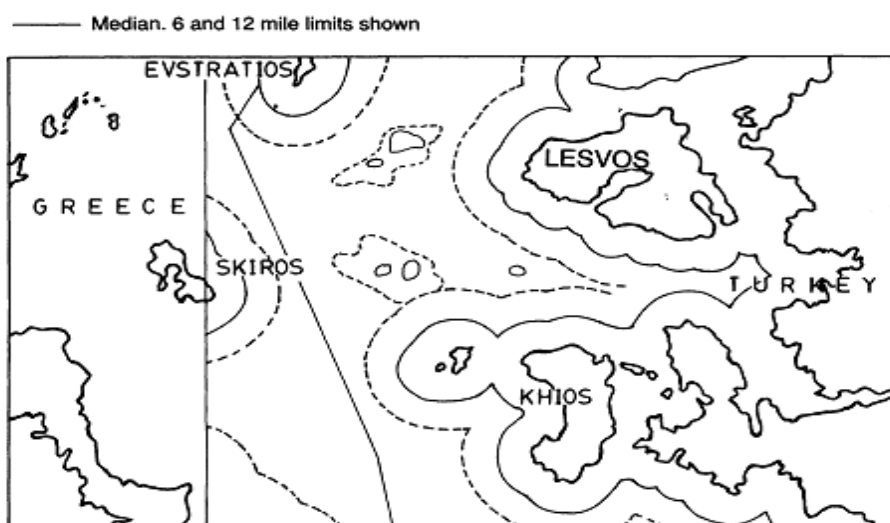 Median. 6 and 12 mile limits shown
EVSTRATIOS
LESVOS
GREECE
SKIROS
TURKEY
KHIOS